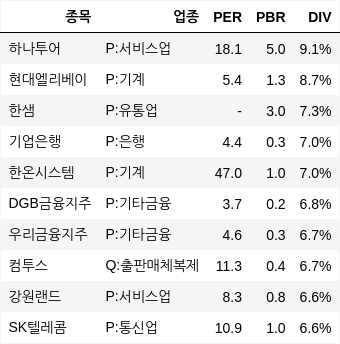 종목 업종 PER PBR DIV
하나투어 P:서비스업 18.1 5.0 9.1%
현대엘리베이 P:기계 5.4 1.3 8.7%
한샘 P:유통업 - 3.0 7.3%
기업은행 P:은행 4.4 0.3 7.0%
한온시스템 P:기계 47.0 1.0 7.0%
DGB금융지주 P:기타금융 3.7 0.2 6.8%
우리금융지주 P:기타금융 4.6 0.3 6.7%
컴투스 Q:출판매체복제 11.3 0.4 6.7%
강원랜드 P:서비스업 8.3 0.8 6.6%
SK텔레콤 P:통신업 10.9 1.0 6.6%